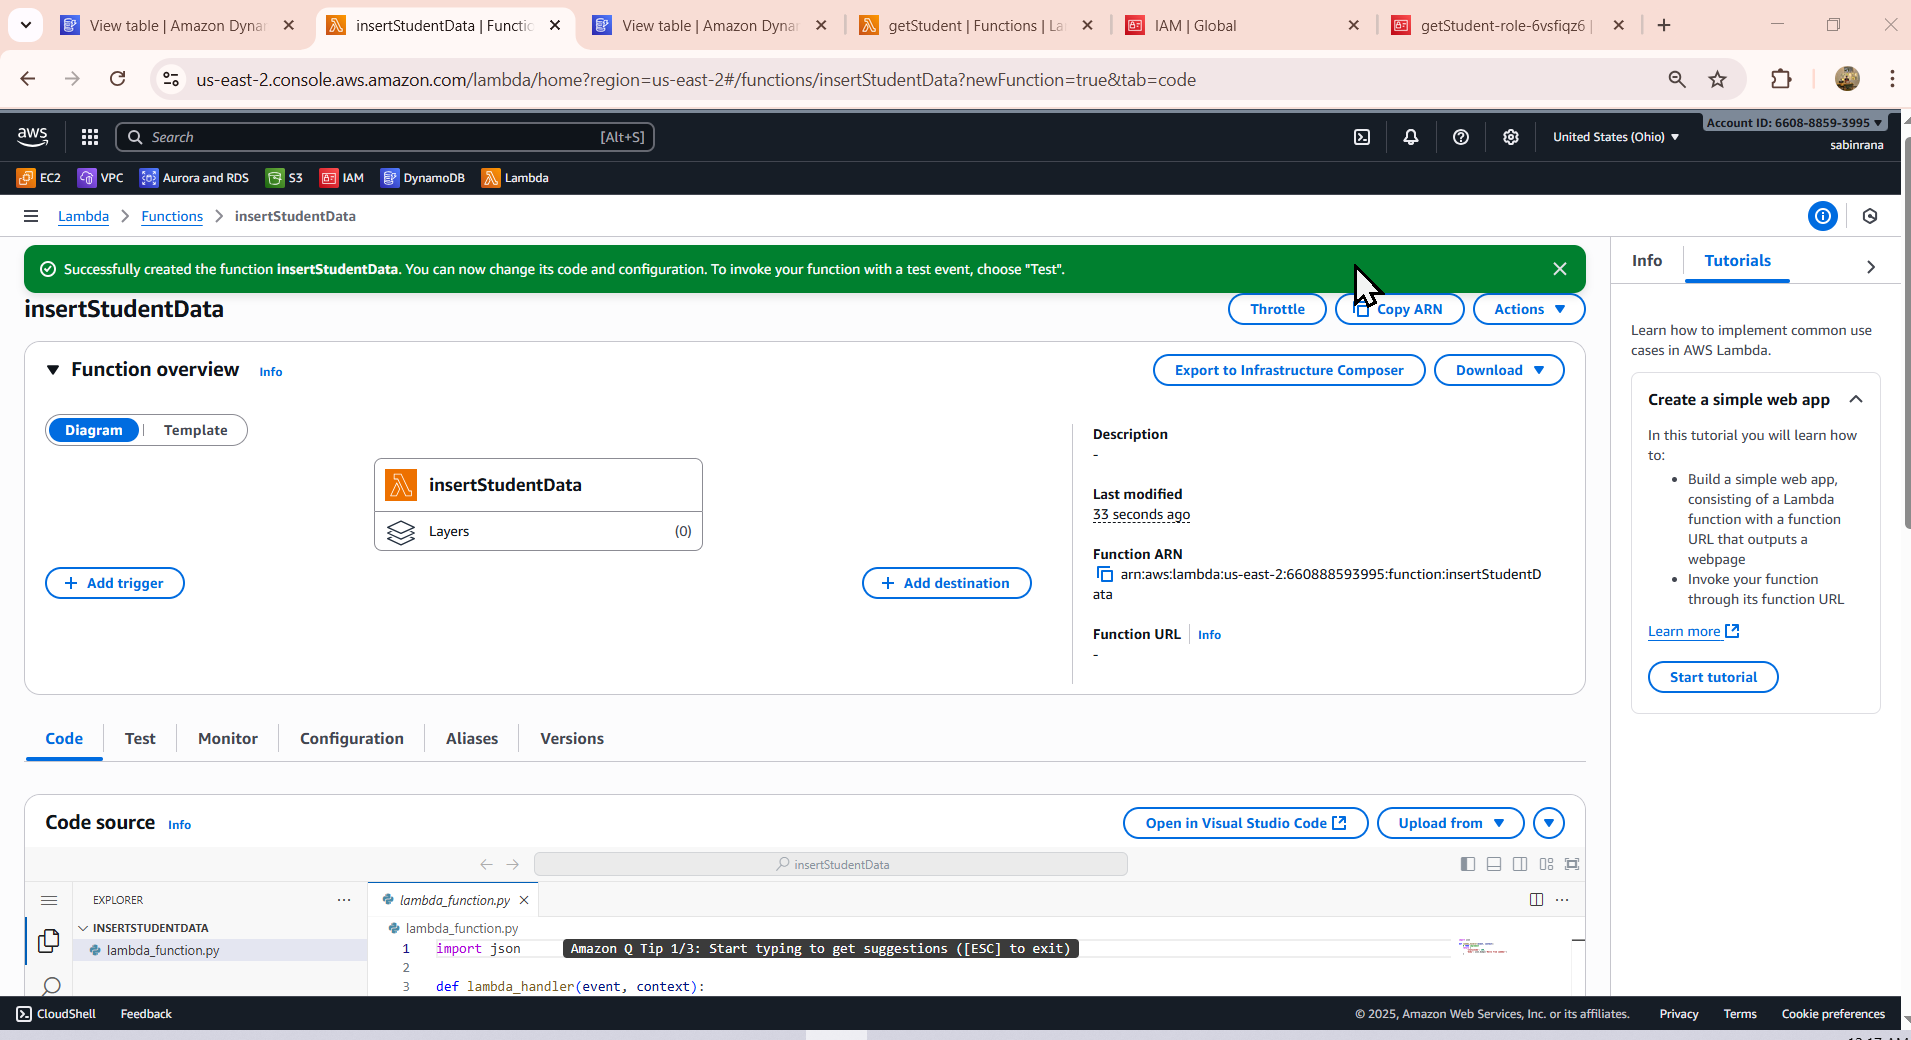 View table | Amazon Dynar
insertStudentData | Functio
View table | Amazon Dyna
getStudent | Functions | La
IAM | Global
getStudent-role-6vsfiqz6 |
us-east-2.console.aws.amazon.com/lambda/home?region=us-east-2#/functions/insertStudentData?newFunction=true&tab=code
aws
Search
[Alt+S]
United States (Ohio)
Account ID: 6608-8859-3995
sabinrana
EC2
VPC
Aurora and RDS
S3
IAM
DynamoDB
Lambda
Lambda
Functions
insertStudentData
Successfully created the function insertStudentData. You can now change its code and configuration. To invoke your function with a test event, choose "Test".
insertStudentData
Throttle
Copy ARN
Actions
Function overview Info
Export to Infrastructure Composer
Download
Diagram
Template
insertStudentData
Layers
(0)
Add trigger
Add destination
Description
-
Last modified
33 seconds ago
Function ARN
arn:aws:lambda:us-east-2:660888593995:function:insertStudentD
ata
Function URL Info
-
Info
Tutorials
Learn how to implement common use
cases in AWS Lambda.
Create a simple web app
In this tutorial you will learn how
to:
• Build a simple web app,
consisting of a Lambda
function with a function
URL that outputs a
webpage
• Invoke your function
through its function URL
Learn more
Start tutorial
Code
Test
Monitor
Configuration
Aliases
Versions
Code source Info
Open in Visual Studio Code
Upload from
insertStudentData
EXPLORER
INSERTSTUDENTDATA
lambda_function.py
lambda_function.py
lambda_function.py
1 import json
Amazon Q Tip 1/3: Start typing to get suggestions ([ESC] to exit)
2
3 def lambda_handler(event, context):
CloudShell
Feedback
© 2025, Amazon Web Services, Inc. or its affiliates.
Privacy
Terms
Cookie preferences